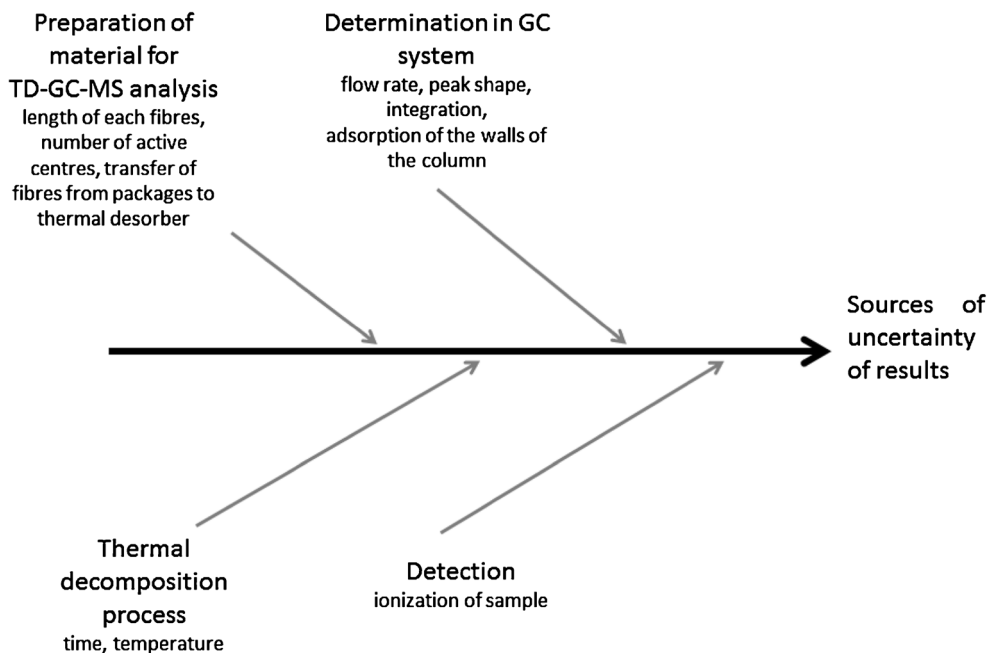 Preparation of
material for
TD-GC-MS analysis
length of each fibres,
number of active
centres, transfer of
fibres from packages to
thermal desorber
Determination in GC
system
flow rate, peak shape,
integration,
adsorption of the walls of
the column
Sources of
uncertainty
of results
Thermal
decomposition
process
time, temperature
Detection
ionization of sample